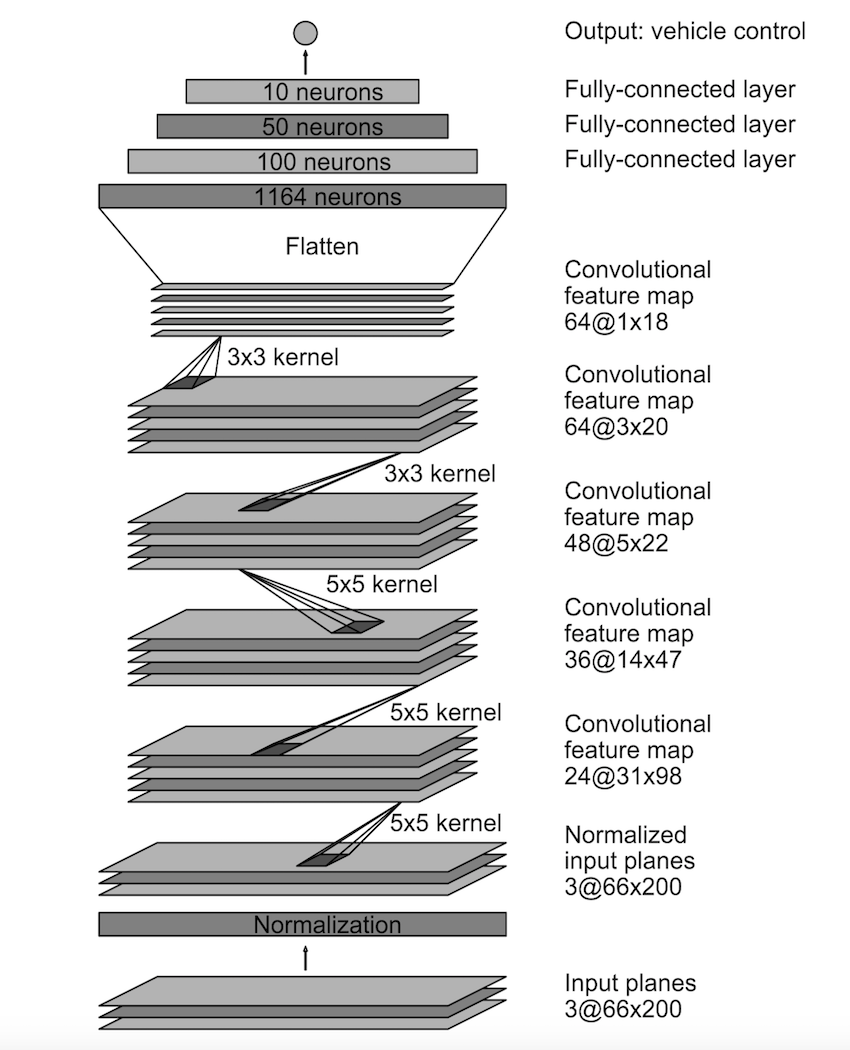 Output: vehicle control
10 neurons
Fully-connected layer
50 neurons
Fully-connected layer
100 neurons
Fully-connected layer
1164 neurons
Flatten
Convolutional
feature map
64@1x18
3x3 kernel
Convolutional
feature map
64@3x20
3x3 kernel
Convolutional
feature map
48@5x22
5x5 kernel
Convolutional
feature map
36@14x47
5x5 kernel
Convolutional
feature map
24@31x98
5x5 kernel
Normalized
input planes
3@66x200
Normalization
Input planes
3@66x200